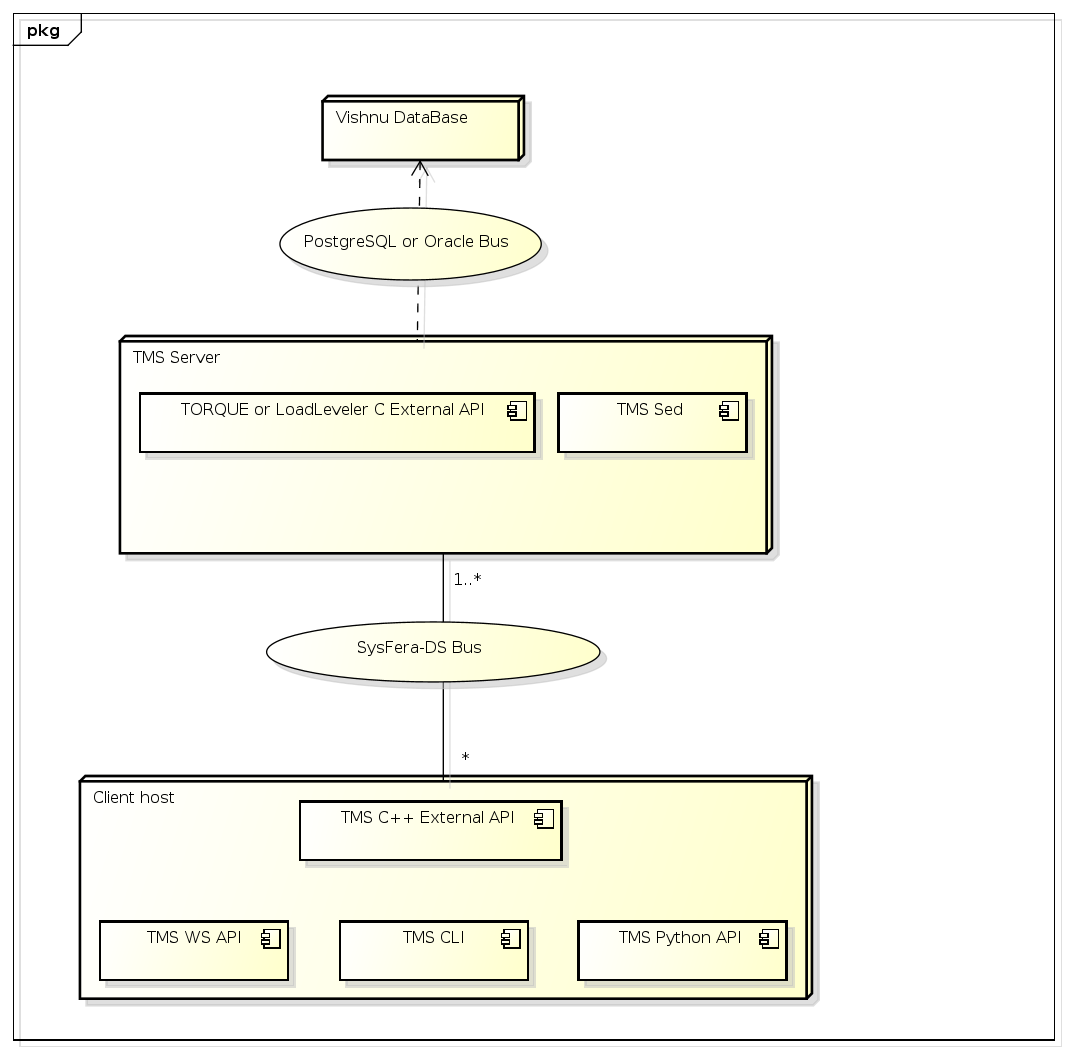 pkg
Vishnu DataBase
PostgreSQL or Oracle Bus
TMS Server
TORQUE or LoadLeveler C External API
TMS Sed
1..*
SysFera-DS Bus
*
Client host
TMS C++ External API
TMS WS API
TMS CLI
TMS Python API